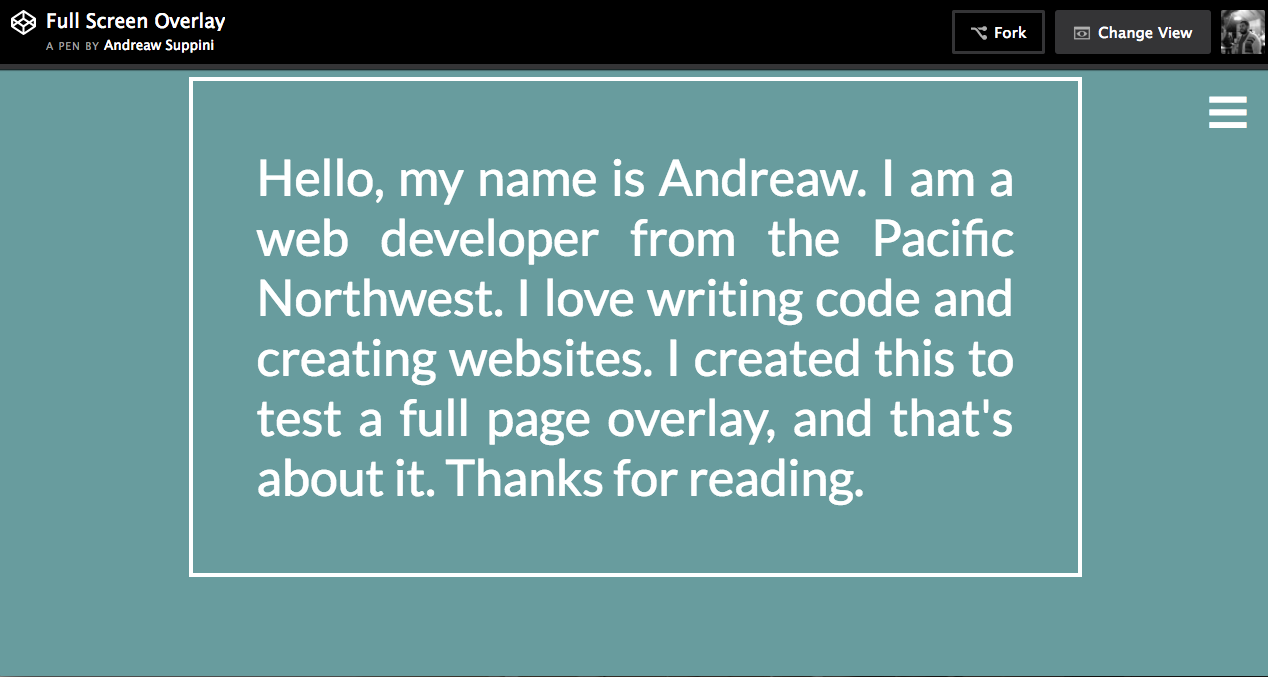 Full Screen Overlay
A PEN BY Andreaw Suppini
Fork
Change View
Hello, my name is Andreaw. I am a
web developer from the Pacific
Northwest. I love writing code and
creating websites. I created this to
test a full page overlay, and that's
about it. Thanks for reading.